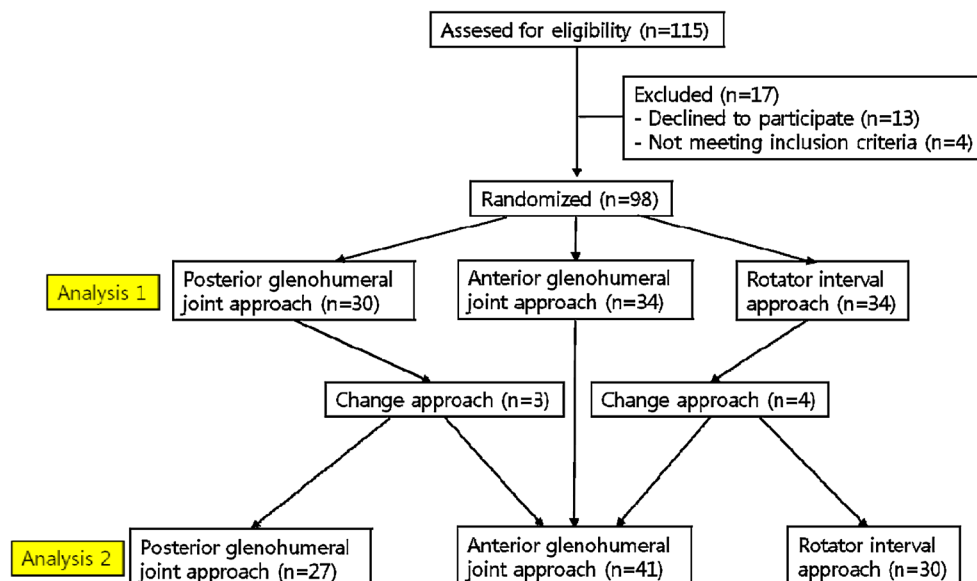 Assesed for eligibility (n=115)
Excluded (n=17)
- Declined to participate (n=13)
- Not meeting inclusion criteria (n=4)
Randomized (n=98)
Analysis 1
Posterior glenohumeral
joint approach (n=30)
Anterior glenohumeral
joint approach (n=34)
Rotator interval
approach (n=34)
Change approach (n=3)
Change approach (n=4)
Analysis 2
Posterior glenohumeral
joint approach (n=27)
Anterior glenohumeral
joint approach (n=41)
Rotator interval
approach (n=30)